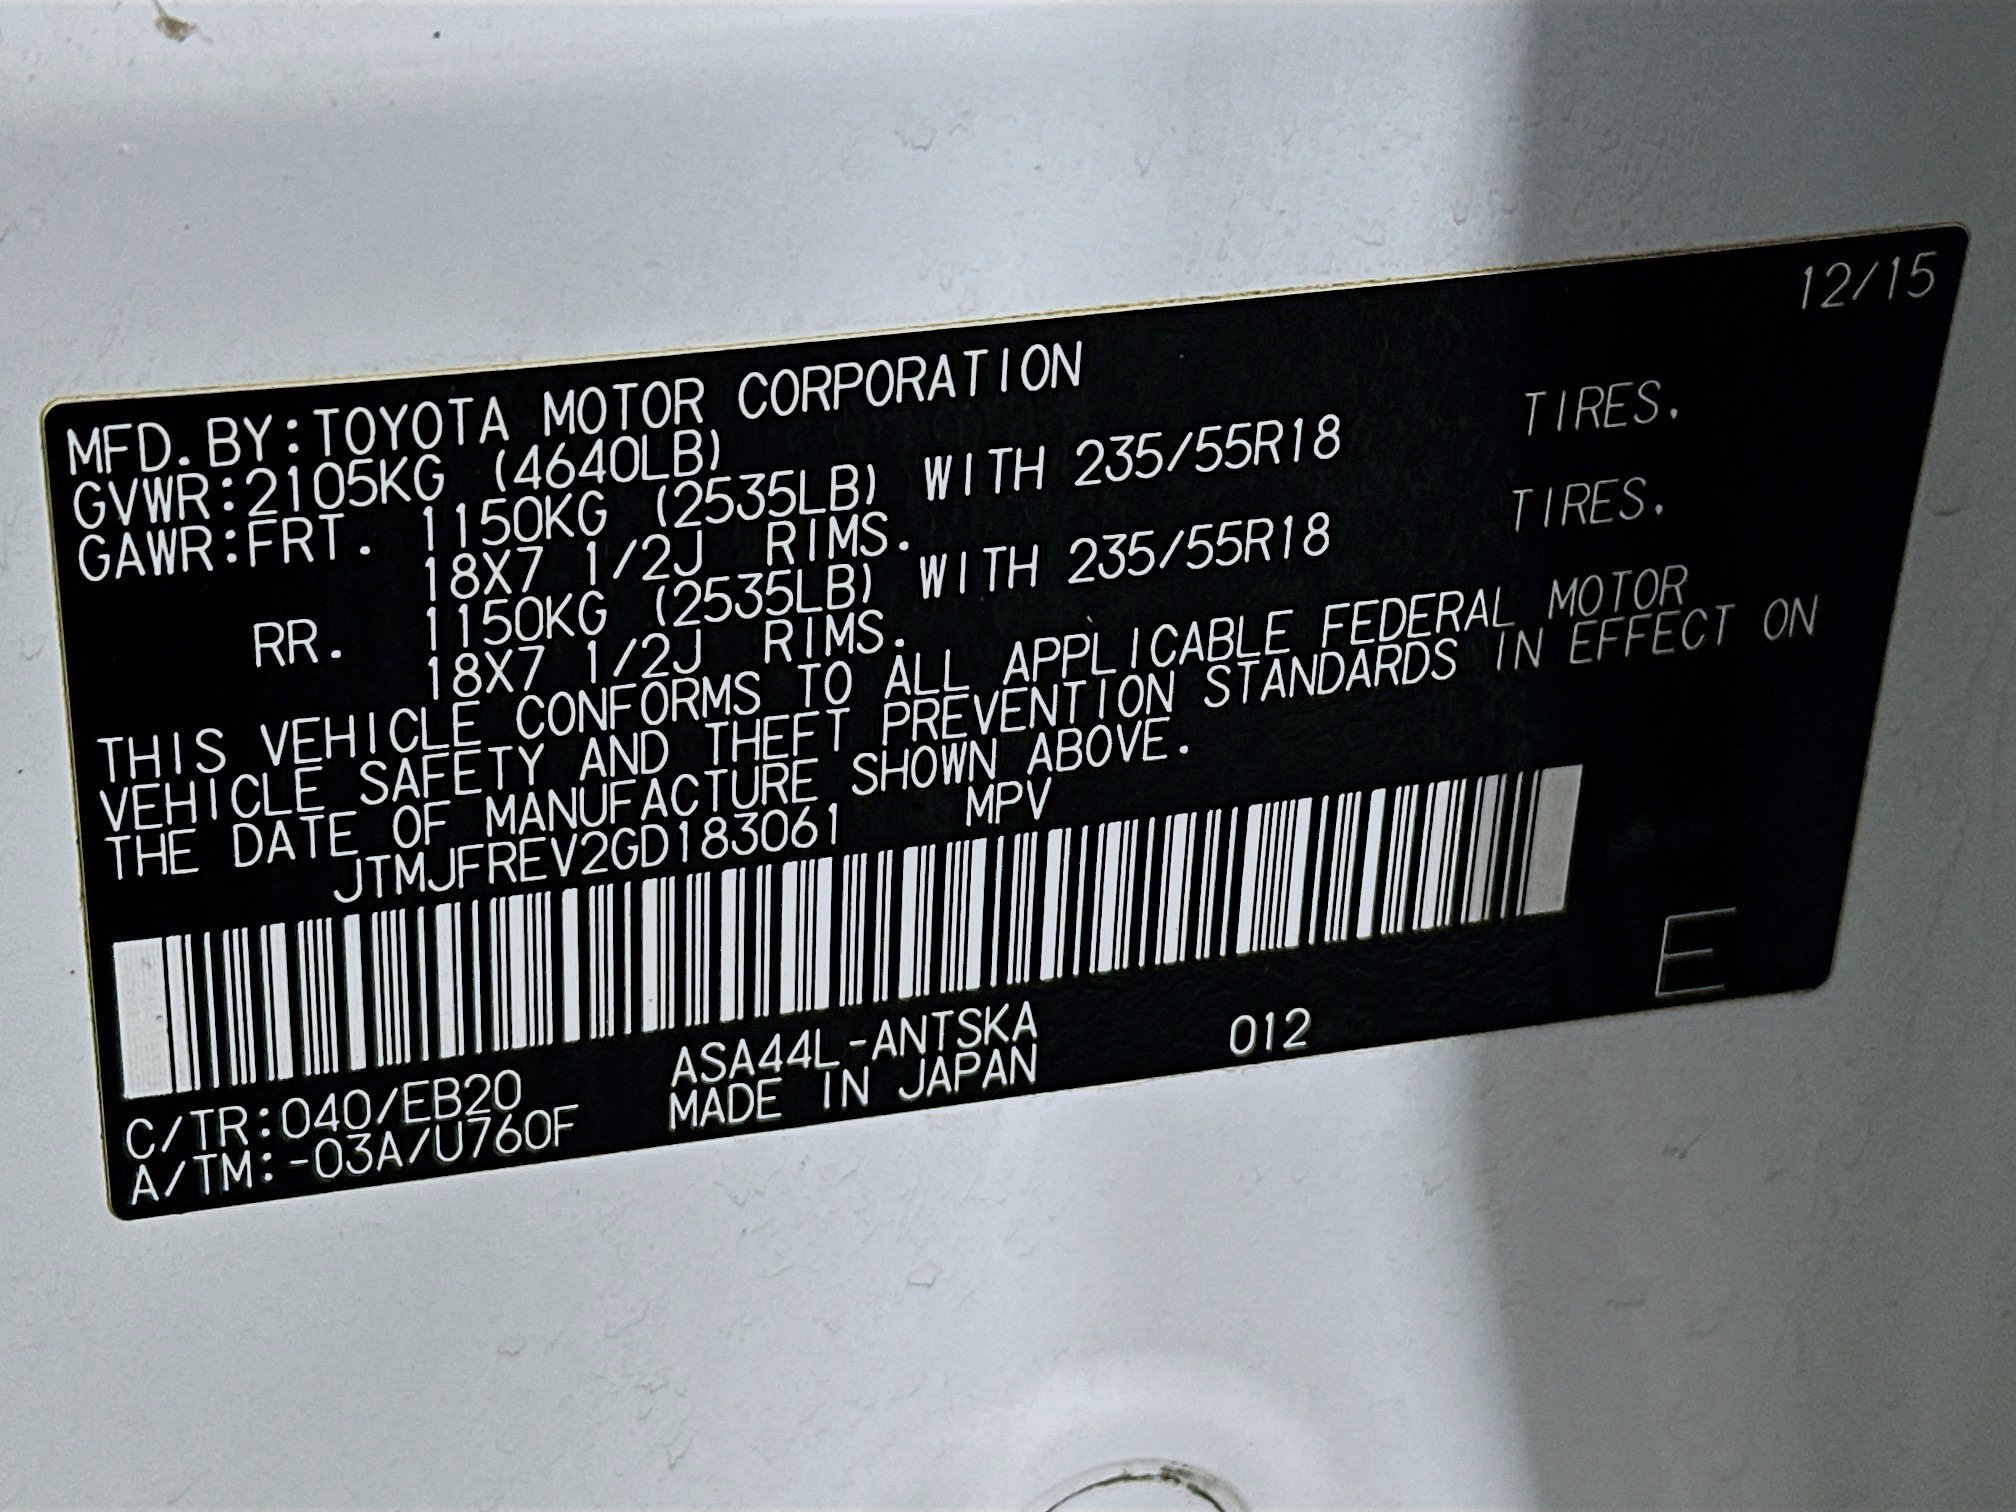 12/15
MFD.BY:TOYOTA MOTOR CORPORATION
GVWR:2105KG (4640LB)
GAWR:FRT. 1150KG (2535LB) WITH 235/55R18 TIRES.
18X7 1/2J RIMS.
RR. 1150KG (2535LB) WITH 235/55R18 TIRES.
18X7 1/2J RIMS.
THIS VEHICLE CONFORMS TO ALL APPLICABLE FEDERAL MOTOR
VEHICLE SAFETY AND THEFT PREVENTION STANDARDS IN EFFECT ON
THE DATE OF MANUFACTURE SHOWN ABOVE.
JTMJFREV2GD183061 MPV
E
C/TR:040/EB20 ASA44L-ANTSKA 012
A/TM:-03A/U760F MADE IN JAPAN